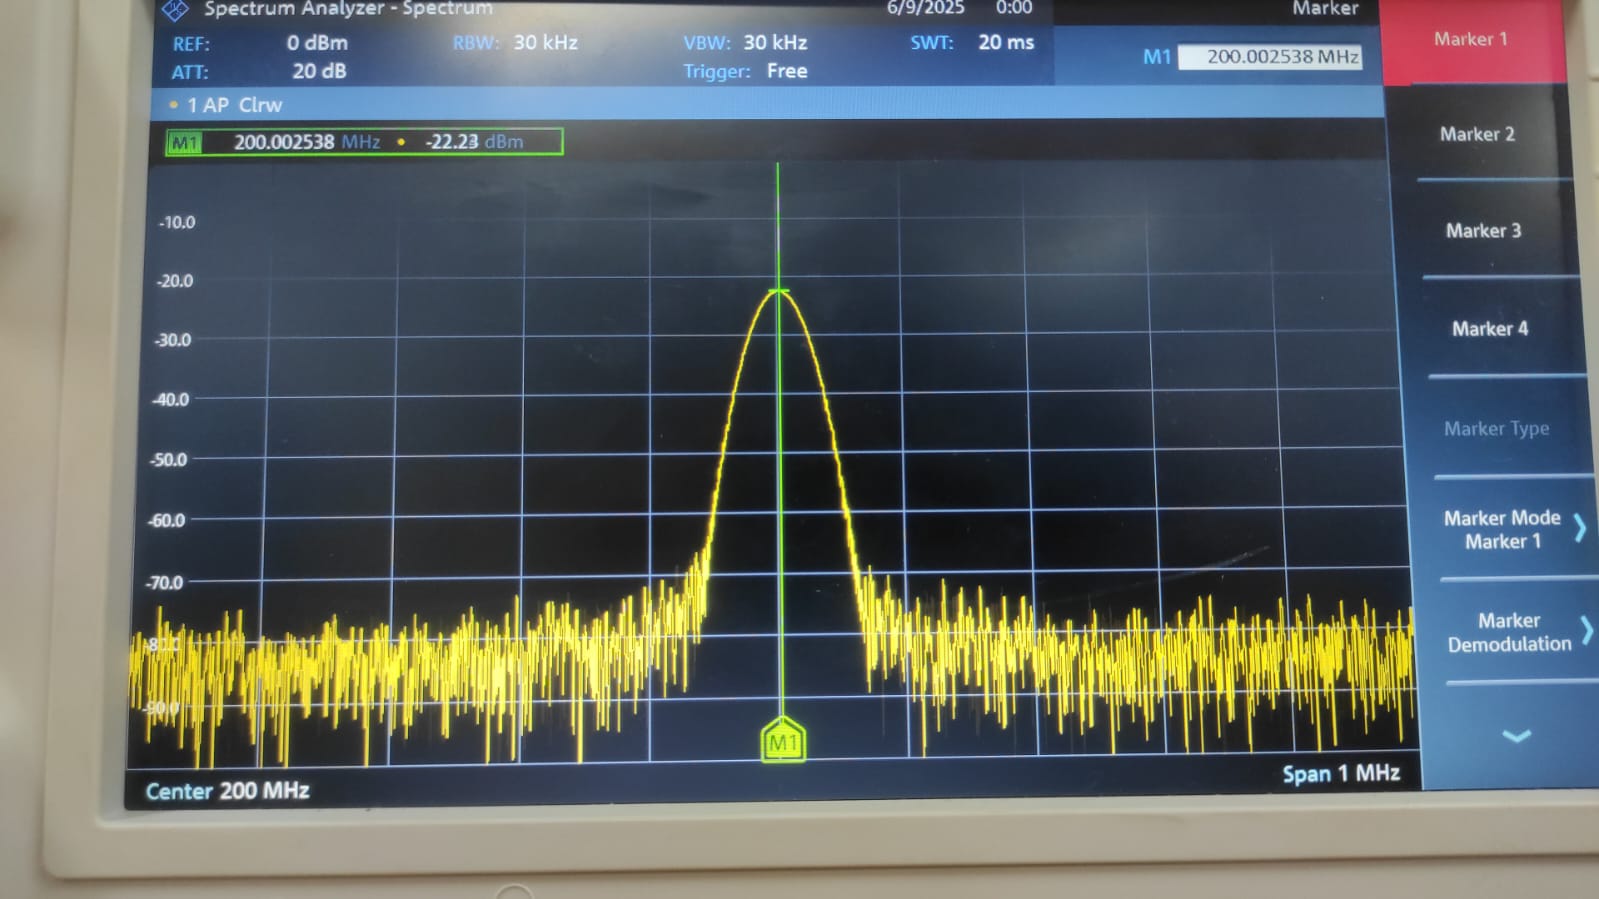 Spectrum Analyzer - Spectrum 6/9/2025 0:00 Marker
REF: 0 dBm RBW: 30 kHz VBW: 30 kHz SWT: 20 ms
ATT: 20 dB Trigger: Free
M1 200.002538 MHz
1 AP Clrw
M1 200.002538 MHz -22.23 dBm
-10.0
-20.0
-30.0
-40.0
-50.0
-60.0
-70.0
-80.0
-90.0
M1
Center 200 MHz Span 1 MHz
Marker 1
Marker 2
Marker 3
Marker 4
Marker Type
Marker Mode
Marker 1
Marker
Demodulation